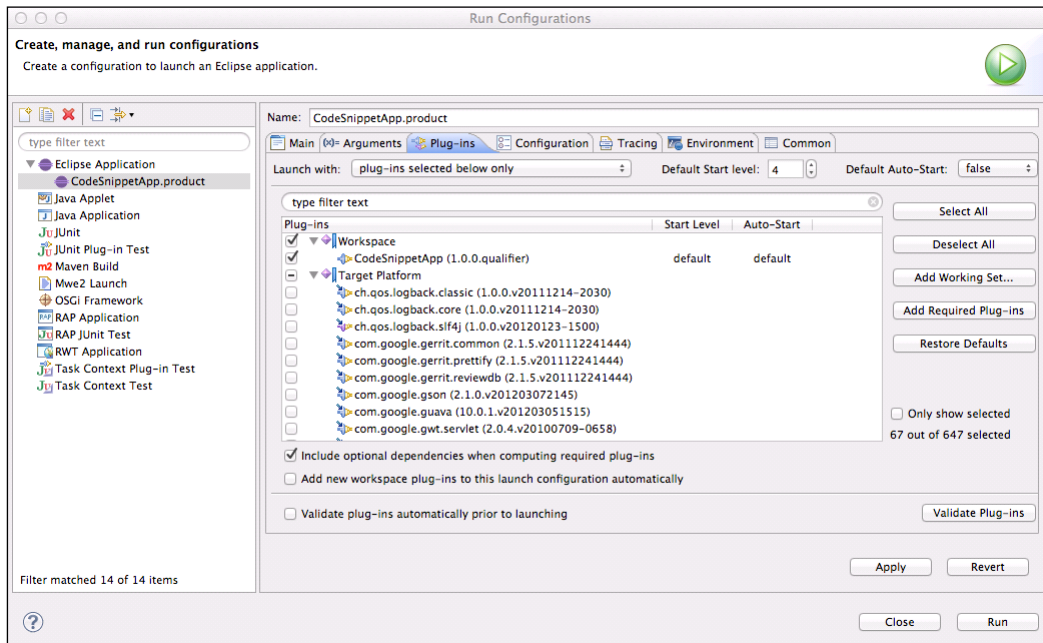 Run Configurations
Create, manage, and run configurations
Create a configuration to launch an Eclipse application.
type filter text
Eclipse Application
CodeSnippetApp.product
Java Applet
Java Application
JUnit
JUnit Plug-in Test
Maven Build
Mwe2 Launch
OSGi Framework
RAP Application
RAP JUnit Test
RWT Application
Task Context Plug-in Test
Task Context Test
Filter matched 14 of 14 items
Name: CodeSnippetApp.product
Main (x)= Arguments Plug-ins Configuration Tracing Environment Common
Launch with: plug-ins selected below only Default Start level: 4 Default Auto-Start: false
type filter text
Plug-ins Start Level Auto-Start
Workspace
CodeSnippetApp (1.0.0.qualifier) default default
Target Platform
ch.qos.logback.classic (1.0.0.v20111214-2030)
ch.qos.logback.core (1.0.0.v20111214-2030)
ch.qos.logback.slf4j (1.0.0.v20120123-1500)
com.google.gerrit.common (2.1.5.v201112241444)
com.google.gerrit.prettify (2.1.5.v201112241444)
com.google.gerrit.reviewdb (2.1.5.v201112241444)
com.google.gson (2.1.0.v201203072145)
com.google.guava (10.0.1.v201203051515)
com.google.gwt.servlet (2.0.4.v20100709-0658)
Select All
Deselect All
Add Working Set...
Add Required Plug-ins
Restore Defaults
Only show selected
67 out of 647 selected
Include optional dependencies when computing required plug-ins
Add new workspace plug-ins to this launch configuration automatically
Validate plug-ins automatically prior to launching
Validate Plug-ins
Apply Revert
? Close Run